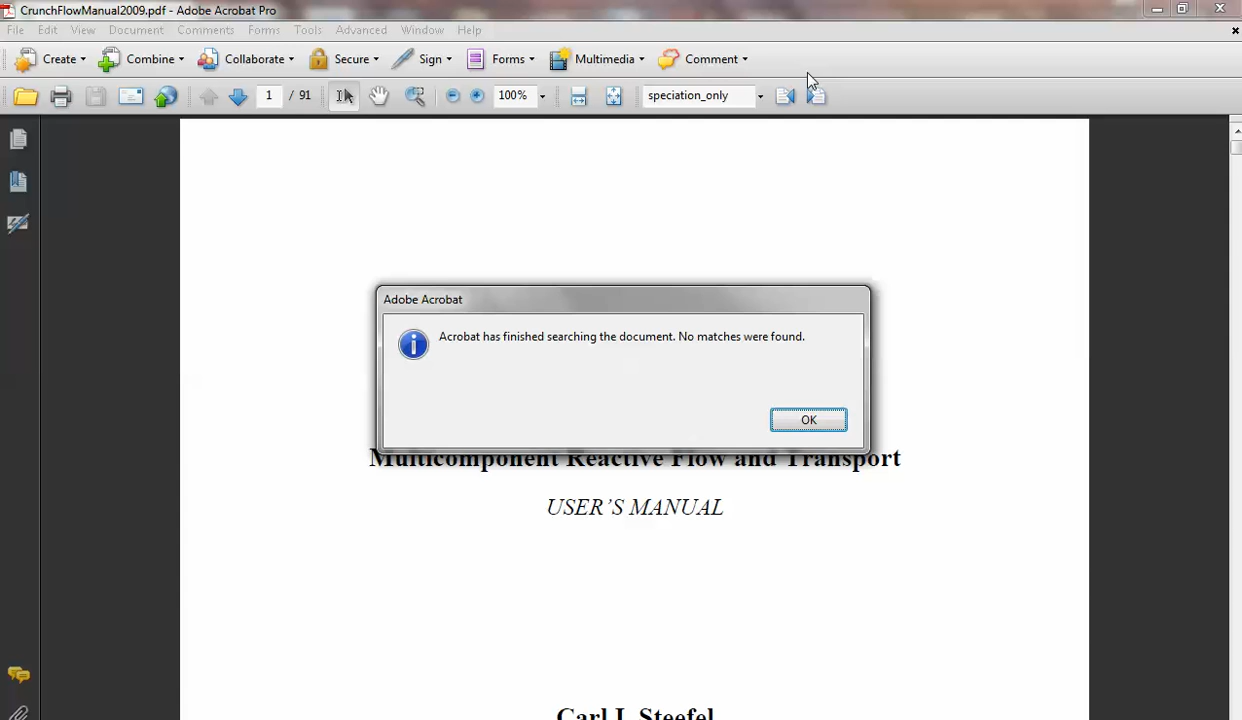 CrunchFlowManual2009.pdf - Adobe Acrobat Pro
File Edit View Document Comments Forms Tools Advanced Window Help
Create Combine Collaborate Secure Sign Forms Multimedia Comment
1 / 91 100% speciation_only
Adobe Acrobat
Acrobat has finished searching the document. No matches were found.
OK
Multicomponent Reactive Flow and Transport
USER'S MANUAL
Carl I. Steefel